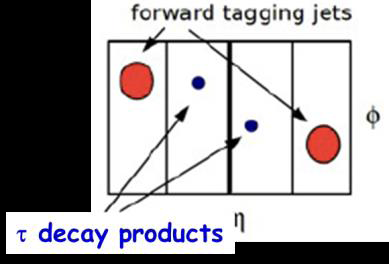 forward tagging jets
ϕ
τ decay products
η